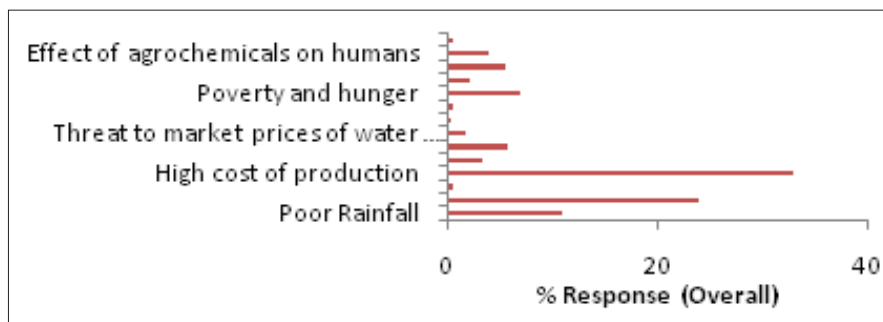 Effect of agrochemicals on humans
Poverty and hunger
Threat to market prices of water....
High cost of production
Poor Rainfall
0 20 40
% Response (Overall)